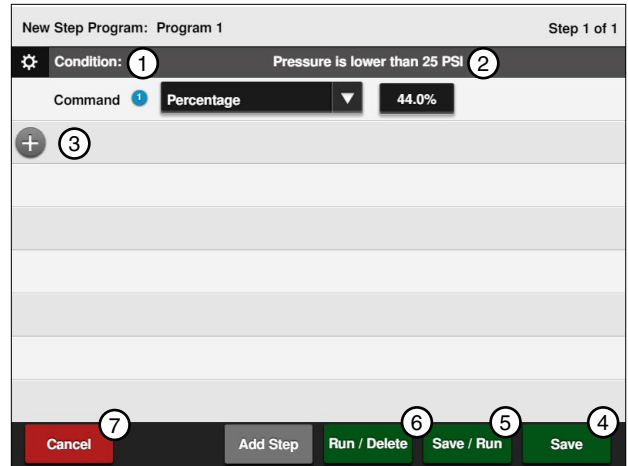 New Step Program: Program 1 Step 1 of 1
Condition: 1 Pressure is lower than 25 PSI 2
Command 1 Percentage 44.0%
3
7 6 5 4
Cancel Add Step Run / Delete Save / Run Save